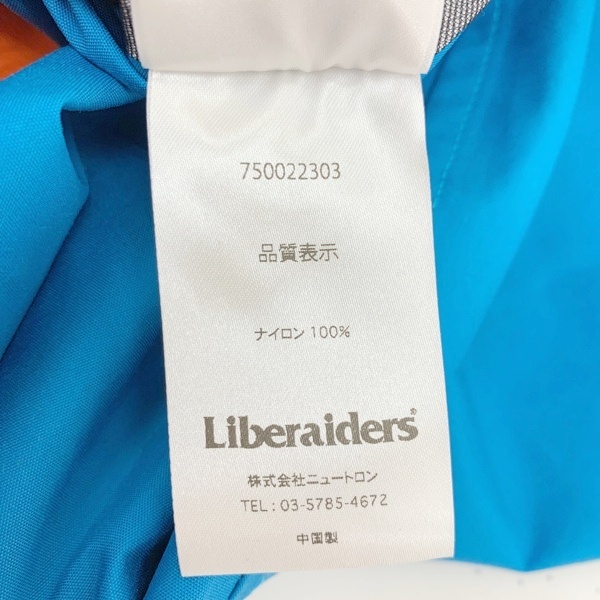 750022303
品質表示
ナイロン 100%
Liberaiders®
株式会社ニュートロン
TEL : 03-5785-4672
中国製